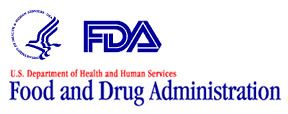 FDA
U.S. Department of Health and Human Services
Food and Drug Administration